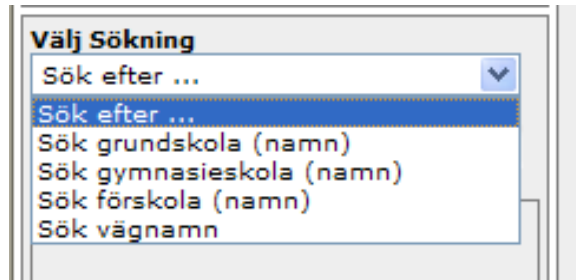 Välj Sökning
Sök efter ...
Sök efter ...
Sök grundskola (namn)
Sök gymnasieskola (namn)
Sök förskola (namn)
Sök vägnamn